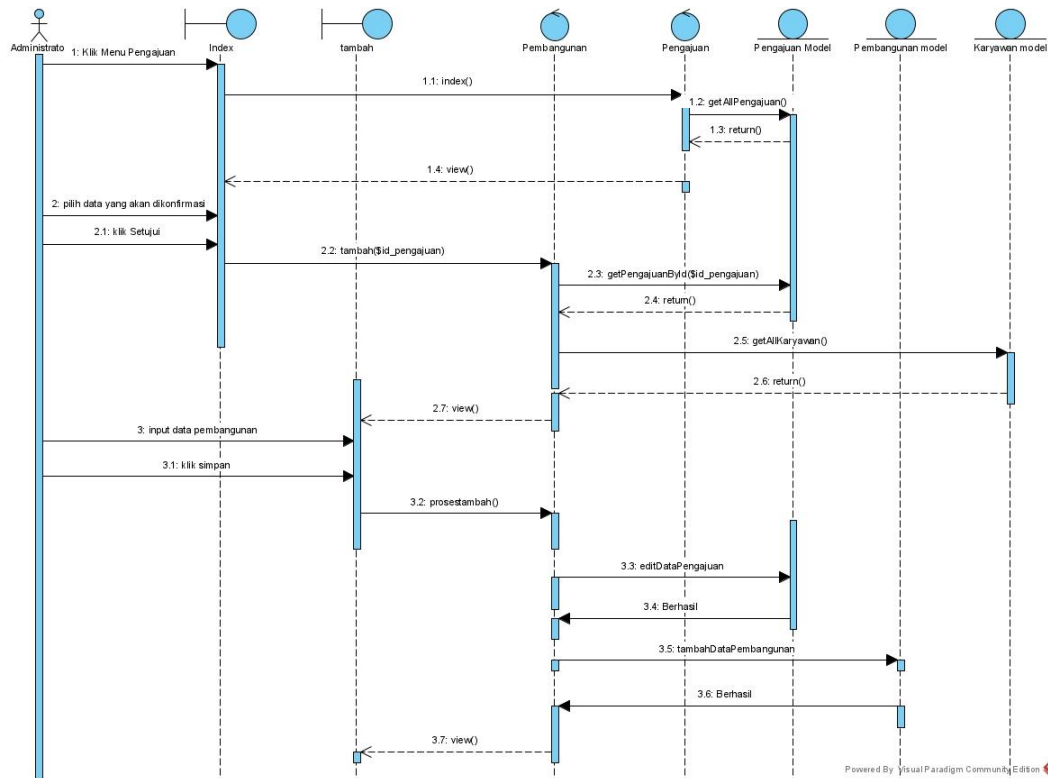 Administrato
Index
tambah
Pembangunan
Pengajuan
Pengajuan Model
Pembangunan model
Karyawan model
1: Klik Menu Pengajuan
1.1: index()
1.2: getAllPengajuan()
1.3: return()
1.4: view()
2: pilih data yang akan dikonfirmasi
2.1: klik Setujui
2.2: tambah($id_pengajuan)
2.3: getPengajuanById($id_pengajuan)
2.4: return()
2.5: getAllKaryawan()
2.6: return()
2.7: view()
3: input data pembangunan
3.1: klik simpan
3.2: prosestambah()
3.3: editDataPengajuan
3.4: Berhasil
3.5: tambahDataPembangunan
3.6: Berhasil
3.7: view()
Powered By Visual Paradigm Community Edition